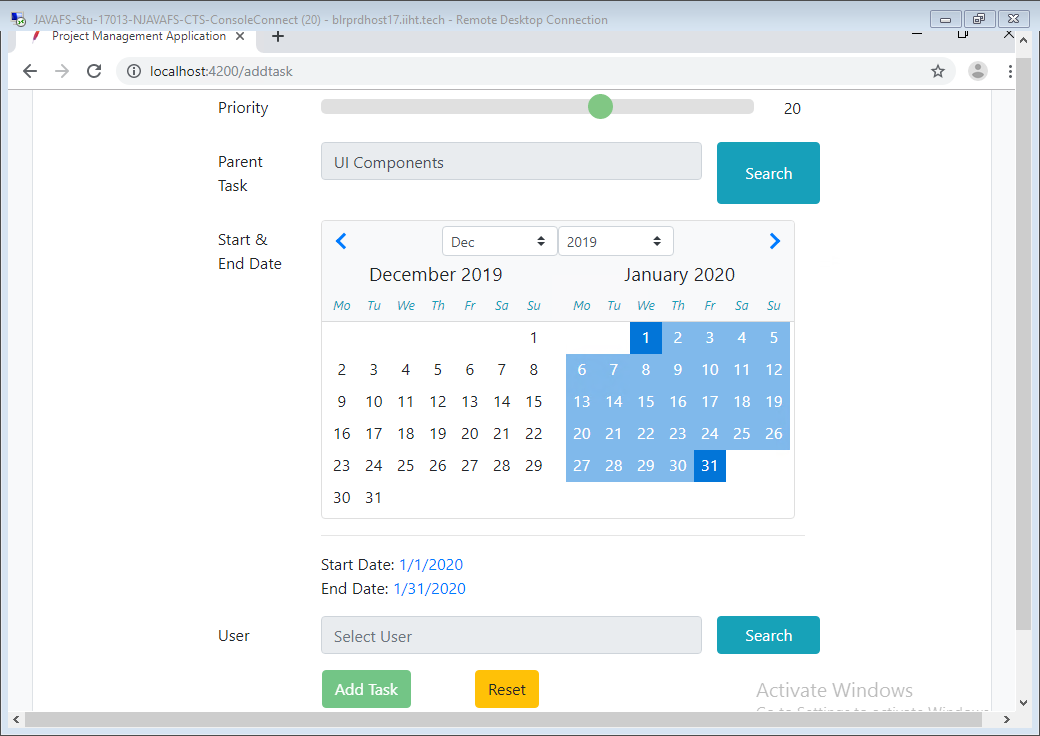 JAVAFS-Stu-17013-NJAVAFS-CTS-ConsoleConnect (20) - blrprdhost17.iiht.tech - Remote Desktop Connection
Project Management Application
localhost:4200/addtask
Priority 20
Parent Task UI Components Search
Start & End Date
Dec 2019
December 2019 January 2020
Mo Tu We Th Fr Sa Su Mo Tu We Th Fr Sa Su
1 1 2 3 4 5
2 3 4 5 6 7 8 6 7 8 9 10 11 12
9 10 11 12 13 14 15 13 14 15 16 17 18 19
16 17 18 19 20 21 22 20 21 22 23 24 25 26
23 24 25 26 27 28 29 27 28 29 30 31
30 31
Start Date: 1/1/2020
End Date: 1/31/2020
User Select User Search
Add Task Reset
Activate Windows
Go to Settings to activate Windows